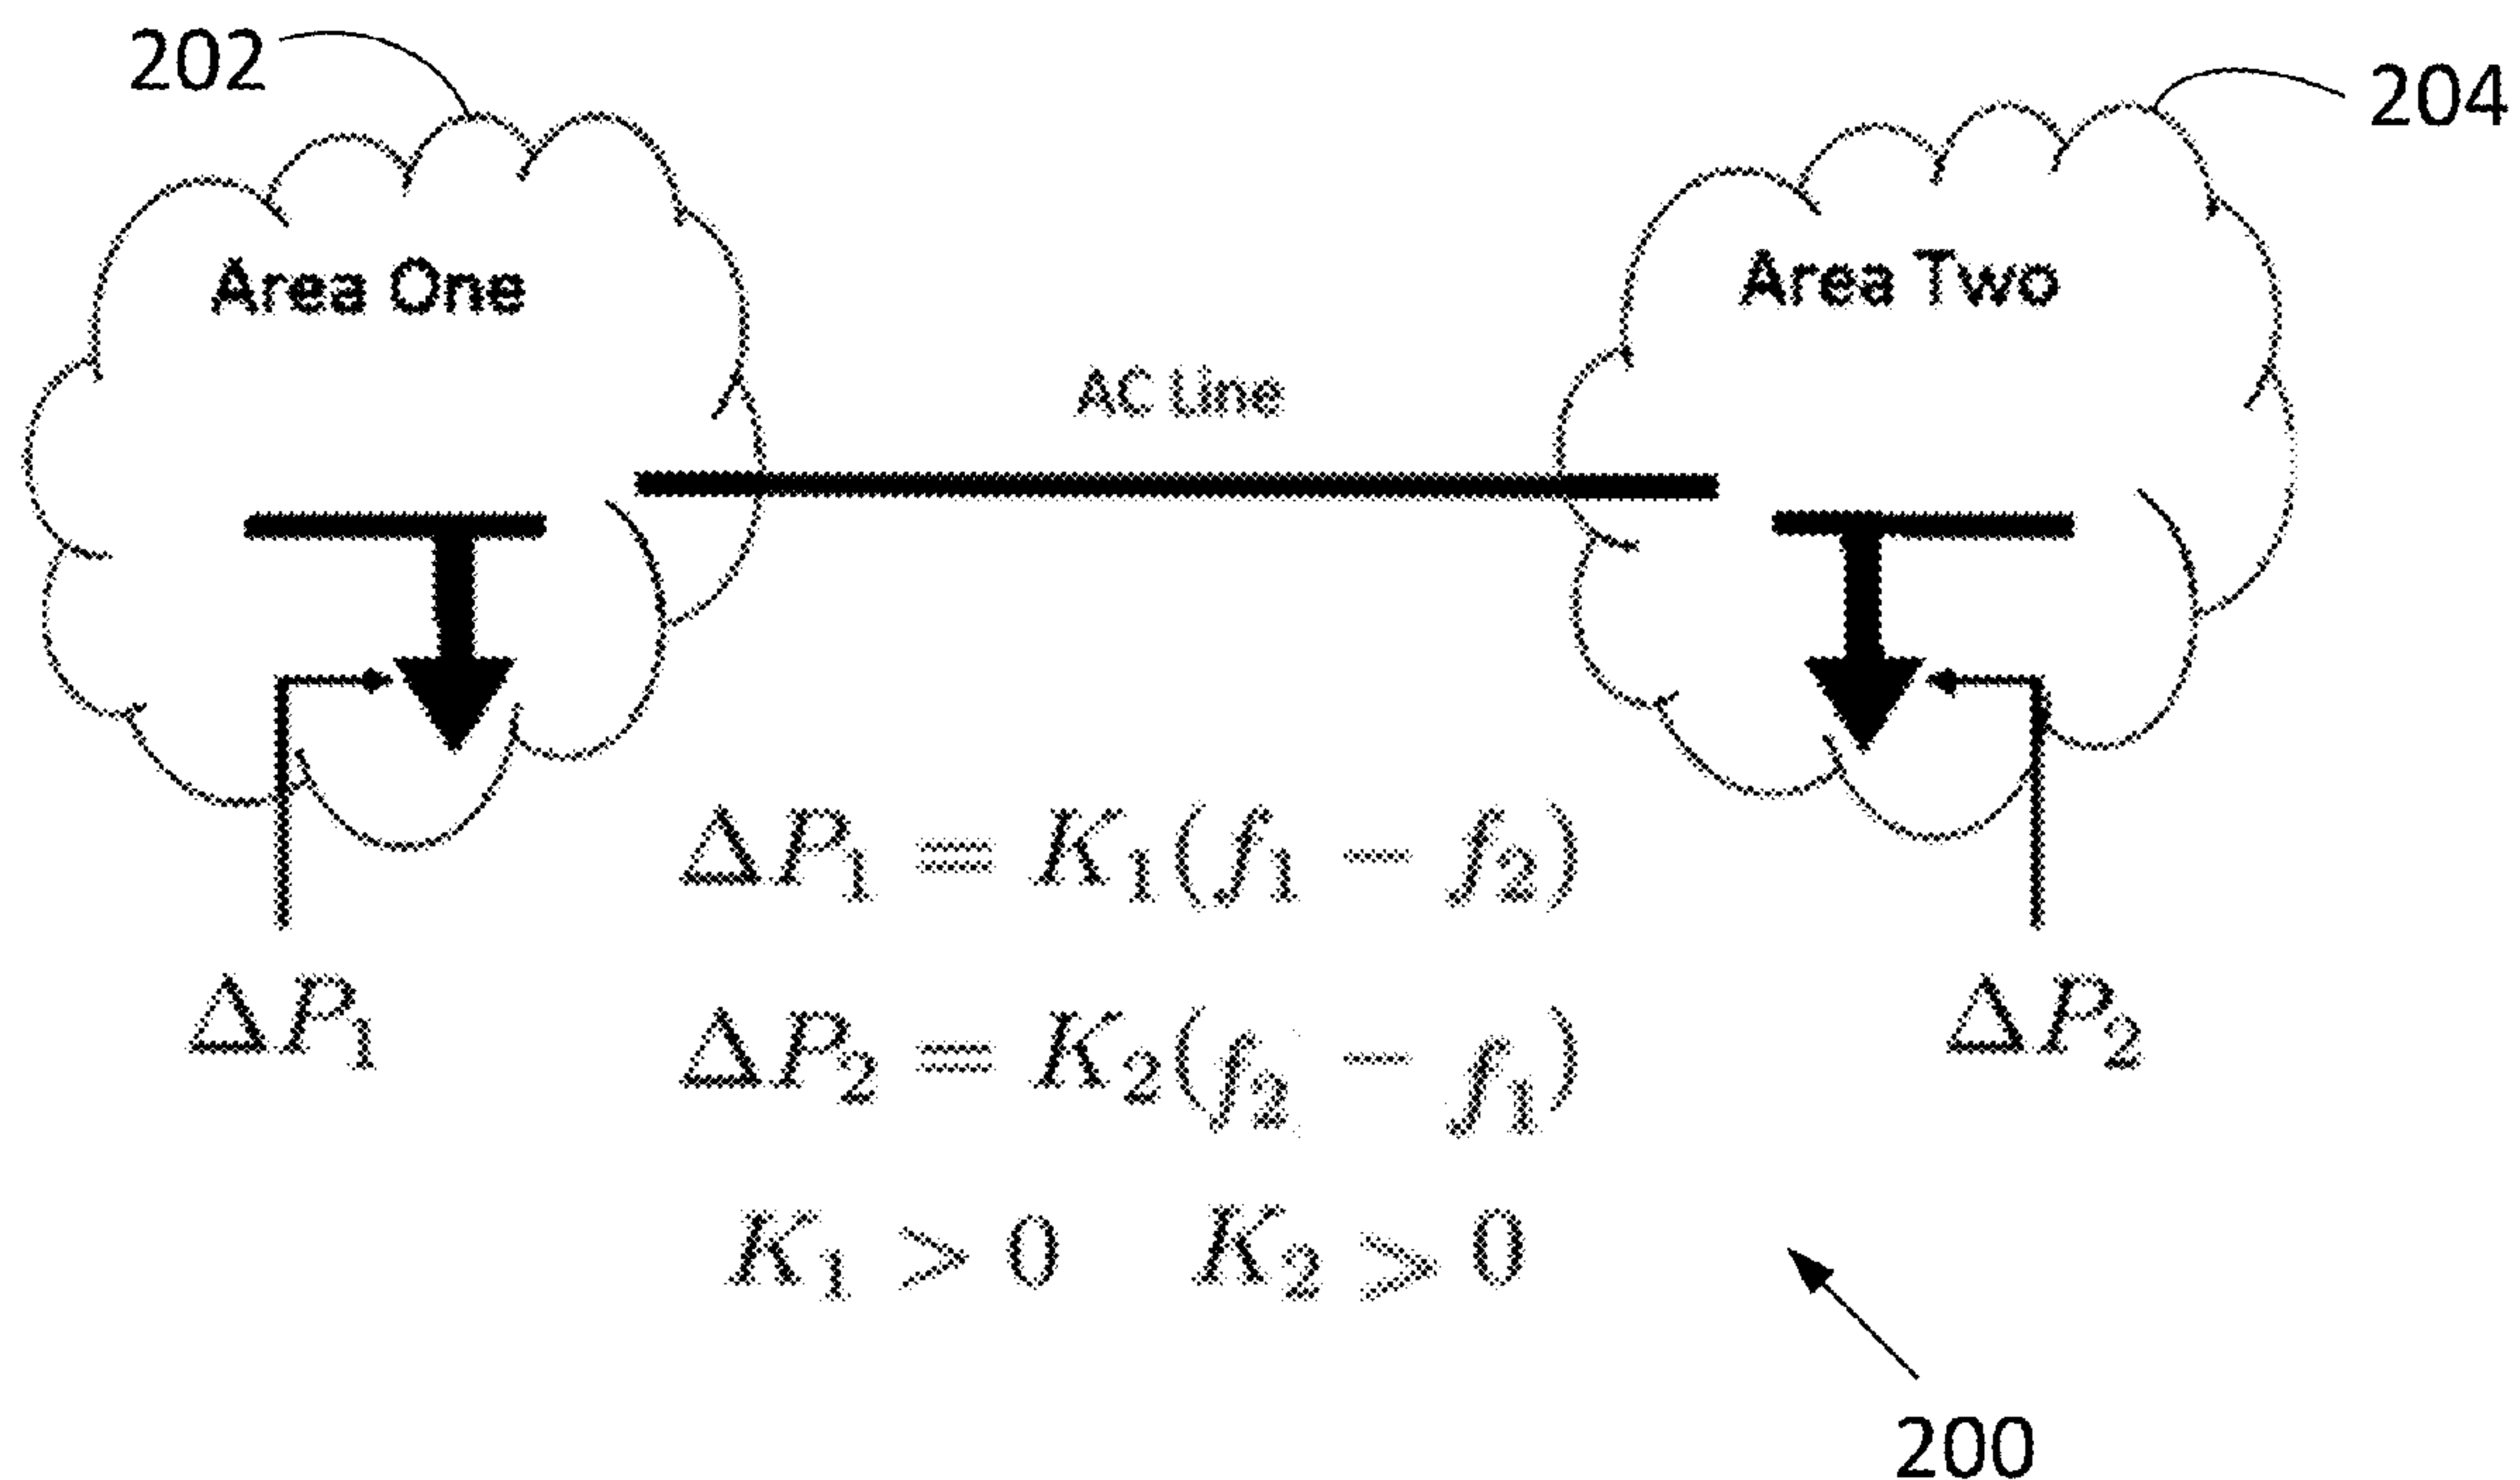 202
204
Area One
Area Two
AC Line
ΔP₁ = K₁(f₁ − f₂)
ΔP₁
ΔP₂ = K₂(f₂ − f₁)
ΔP₂
K₁ > 0 K₂ > 0
200